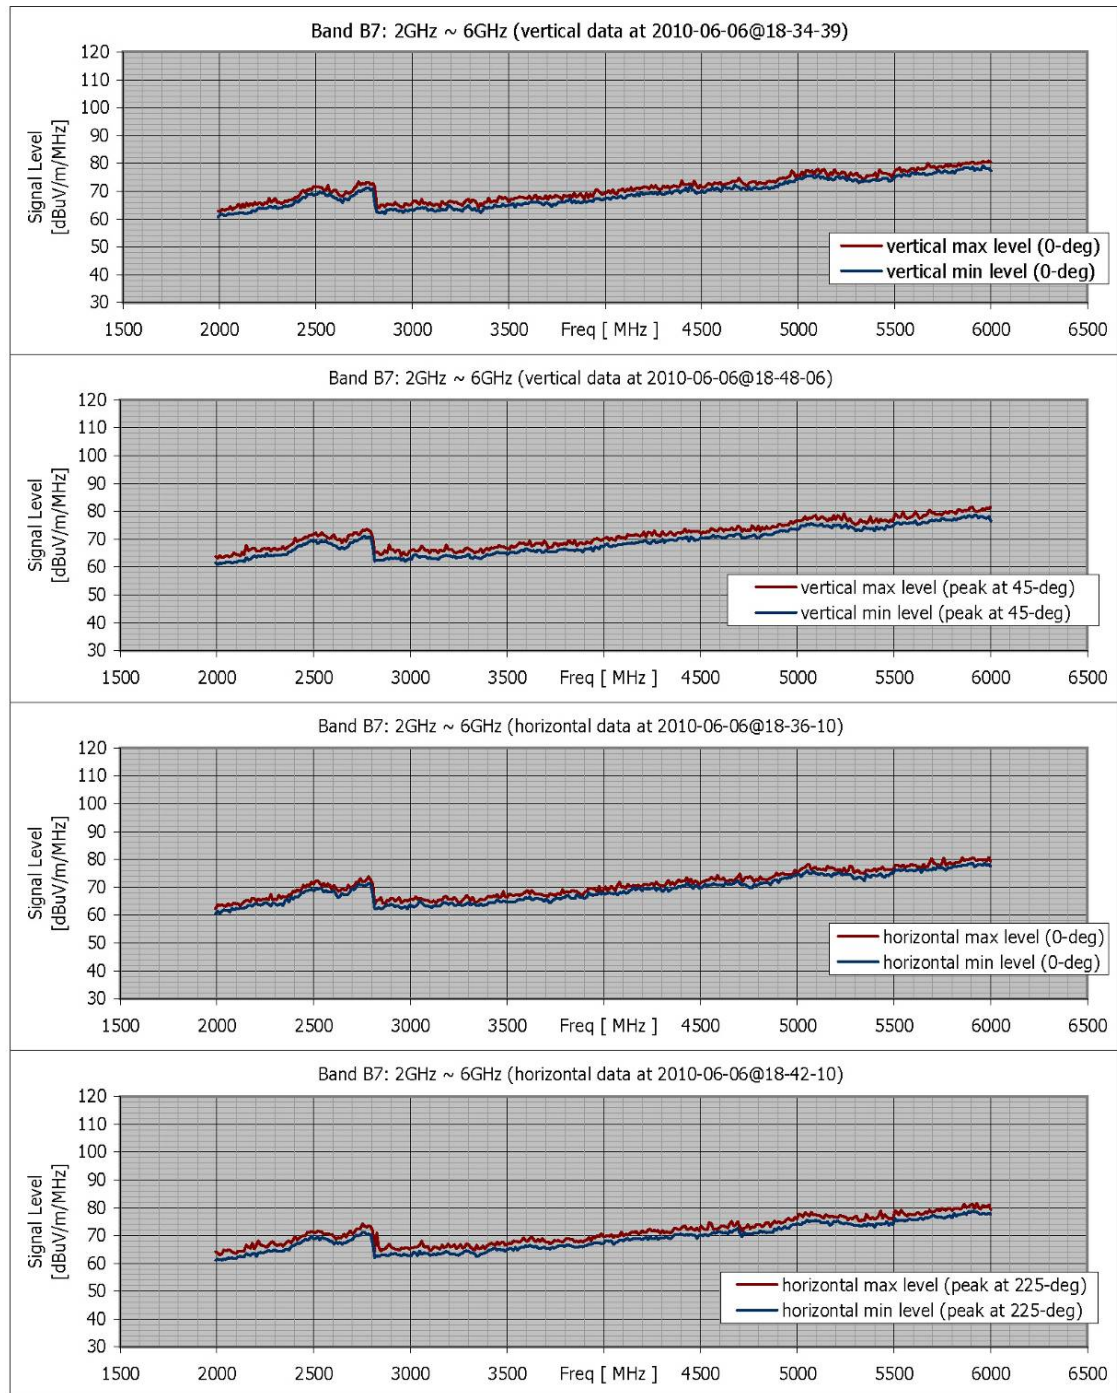 Band B7: 2GHz ~ 6GHz (vertical data at 2010-06-06@18-34-39)
120
110
100
90
80
70
60
50
40
30
Signal Level
[dBuV/m/MHz]
vertical max level (0-deg)
vertical min level (0-deg)
1500 2000 2500 3000 3500 Freq [ MHz ] 4500 5000 5500 6000 6500
Band B7: 2GHz ~ 6GHz (vertical data at 2010-06-06@18-48-06)
120
110
100
90
80
70
60
50
40
30
Signal Level
[dBuV/m/MHz]
vertical max level (peak at 45-deg)
vertical min level (peak at 45-deg)
1500 2000 2500 3000 3500 Freq [ MHz ] 4500 5000 5500 6000 6500
Band B7: 2GHz ~ 6GHz (horizontal data at 2010-06-06@18-36-10)
120
110
100
90
80
70
60
50
40
30
Signal Level
[dBuV/m/MHz]
horizontal max level (0-deg)
horizontal min level (0-deg)
1500 2000 2500 3000 3500 Freq [ MHz ] 4500 5000 5500 6000 6500
Band B7: 2GHz ~ 6GHz (horizontal data at 2010-06-06@18-42-10)
120
110
100
90
80
70
60
50
40
30
Signal Level
[dBuV/m/MHz]
horizontal max level (peak at 225-deg)
horizontal min level (peak at 225-deg)
1500 2000 2500 3000 3500 Freq [ MHz ] 4500 5000 5500 6000 6500